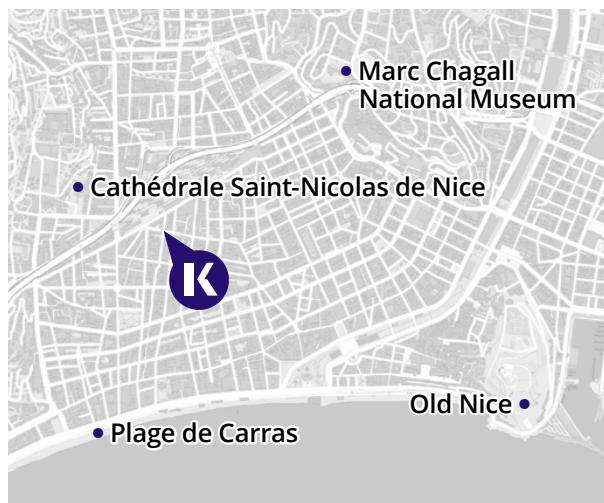 Marc Chagall
National Museum
Cathédrale Saint-Nicolas de Nice
K
Old Nice
Plage de Carras